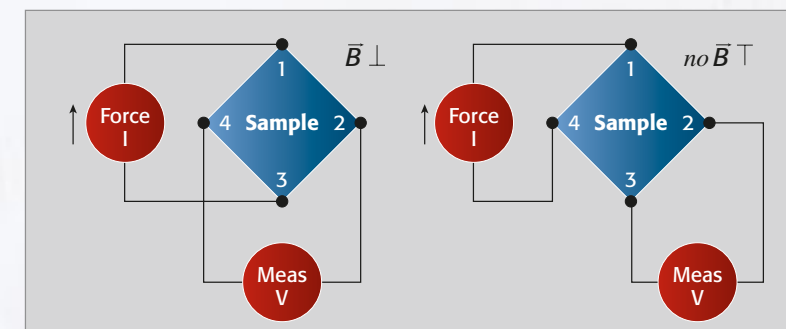 B⃗ ⊥
1
Force
I
4 Sample 2
3
Meas
V
no B⃗ ⊤
1
Force
I
4 Sample 2
3
Meas
V